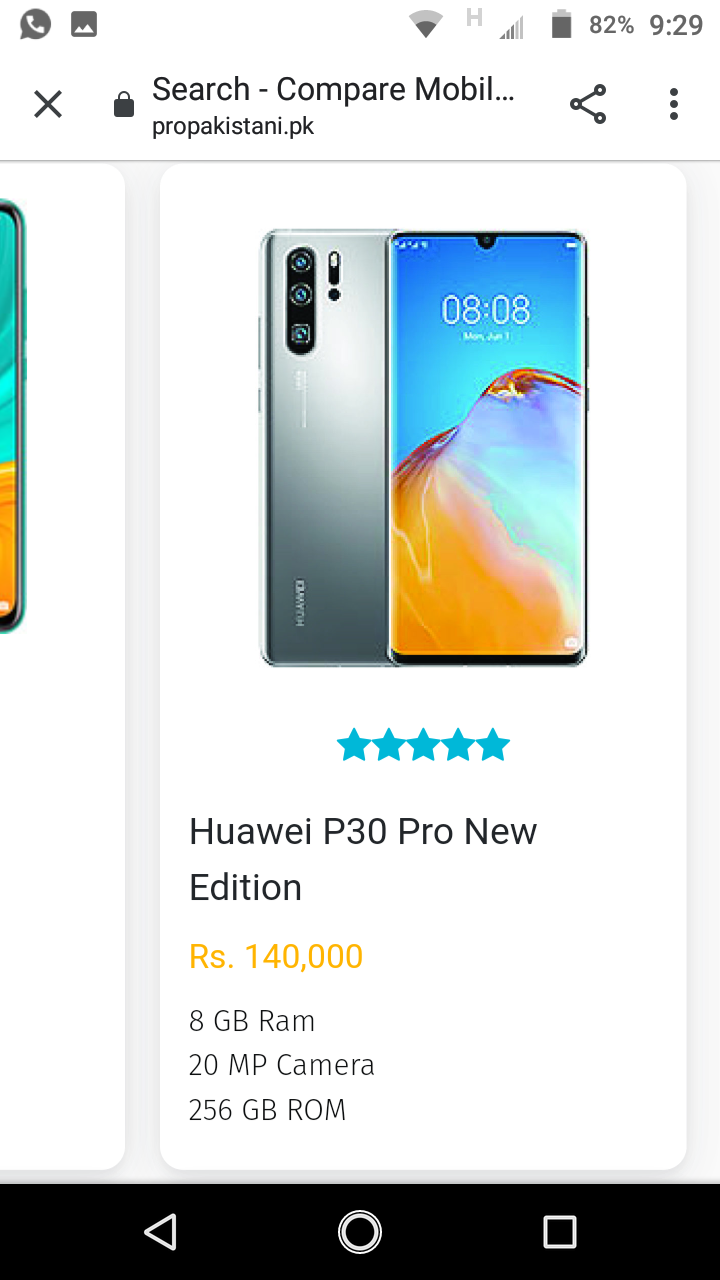 H 82% 9:29
Search - Compare Mobil...
propakistani.pk
08:08
Mon, Jun 1
HUAWEI
Huawei P30 Pro New
Edition
Rs. 140,000
8 GB Ram
20 MP Camera
256 GB ROM